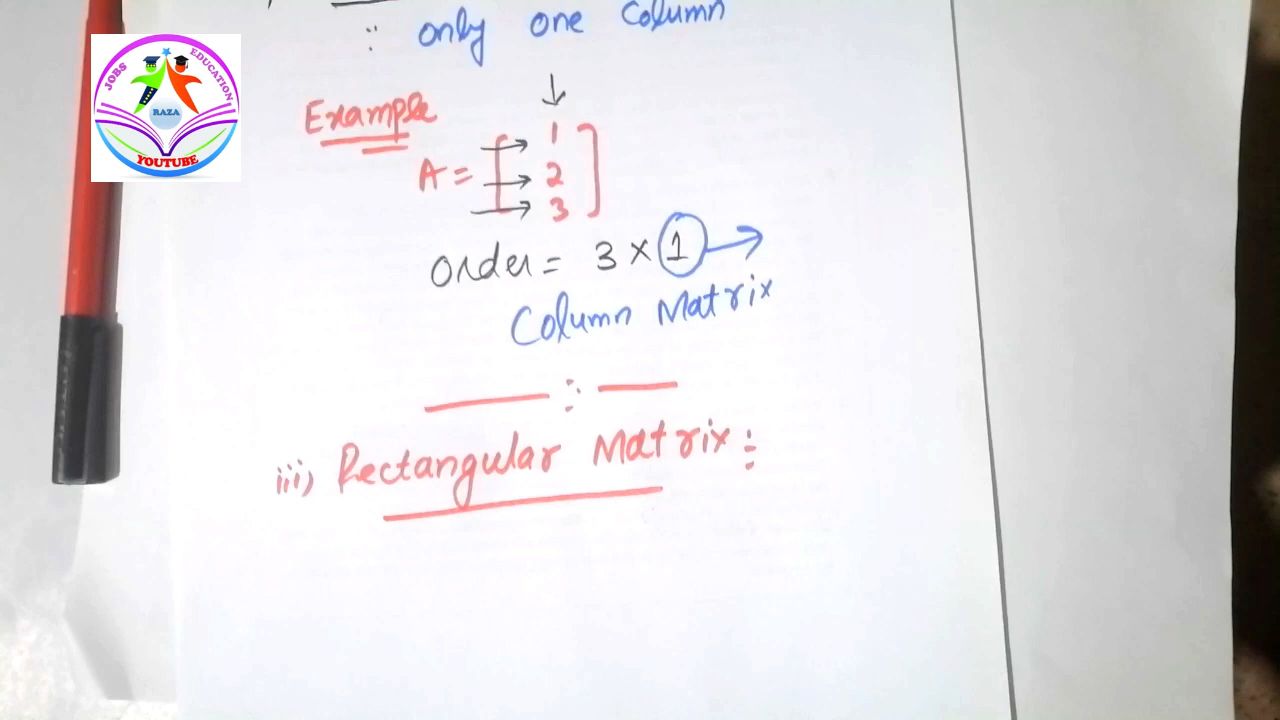 ∵ only one Column
JOBS EDUCATION
RAZA
YOUTUBE
Example
↓
A = [→ 1
→ 2
→ 3]
order = 3 × 1 →
Column Matrix
iii) Rectangular Matrix: